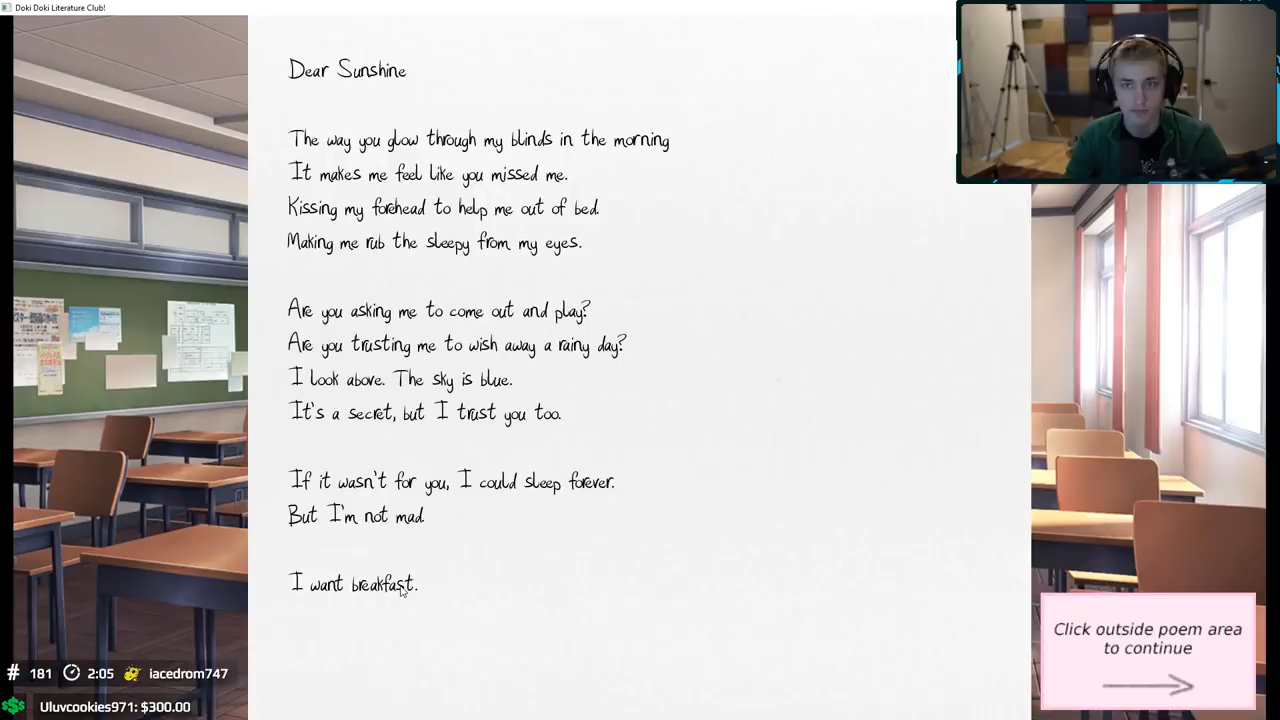 Doki Doki Literature Club!
Dear Sunshine
The way you glow through my blinds in the morning
It makes me feel like you missed me.
Kissing my forehead to help me out of bed.
Making me rub the sleepy from my eyes.
Are you asking me to come out and play?
Are you trusting me to wish away a rainy day?
I look above. The sky is blue.
It's a secret, but I trust you too.
If it wasn't for you, I could sleep forever.
But I'm not mad.
I want breakfast.
Click outside poem area
to continue
# 181 2:05 iacedrom747
Uluvcookies971: $300.00